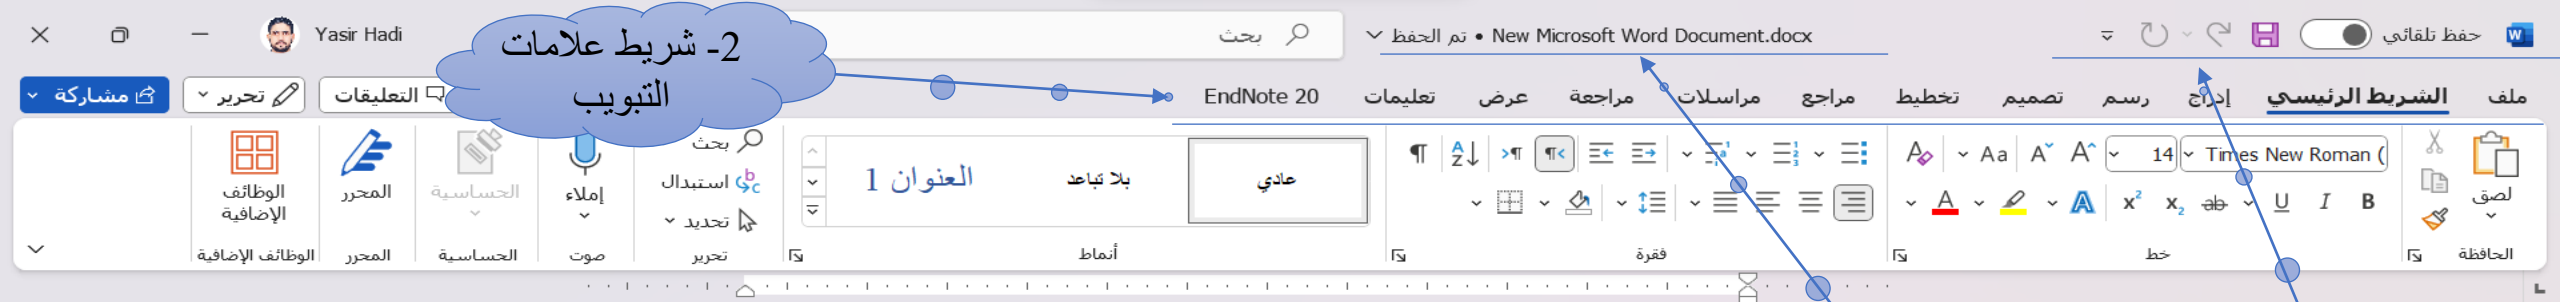 حفظ تلقائي
New Microsoft Word Document.docx • تم الحفظ
بحث
Yasir Hadi
2- شريط علامات
التبويب
ملف الشريط الرئيسي إدراج رسم تصميم تخطيط مراجع مراسلات مراجعة عرض تعليمات EndNote 20
التعليقات
تحرير
مشاركة
لصق
الحافظة
Times New Roman (
14
Aa
B I U ab x₂ x²
A
خط
فقرة
عادي
بلا تباعد
العنوان 1
أنماط
بحث
استبدال
تحديد
تحرير
إملاء
صوت
الحساسية
الحساسية
المحرر
المحرر
الوظائف
الإضافية
الوظائف الإضافية